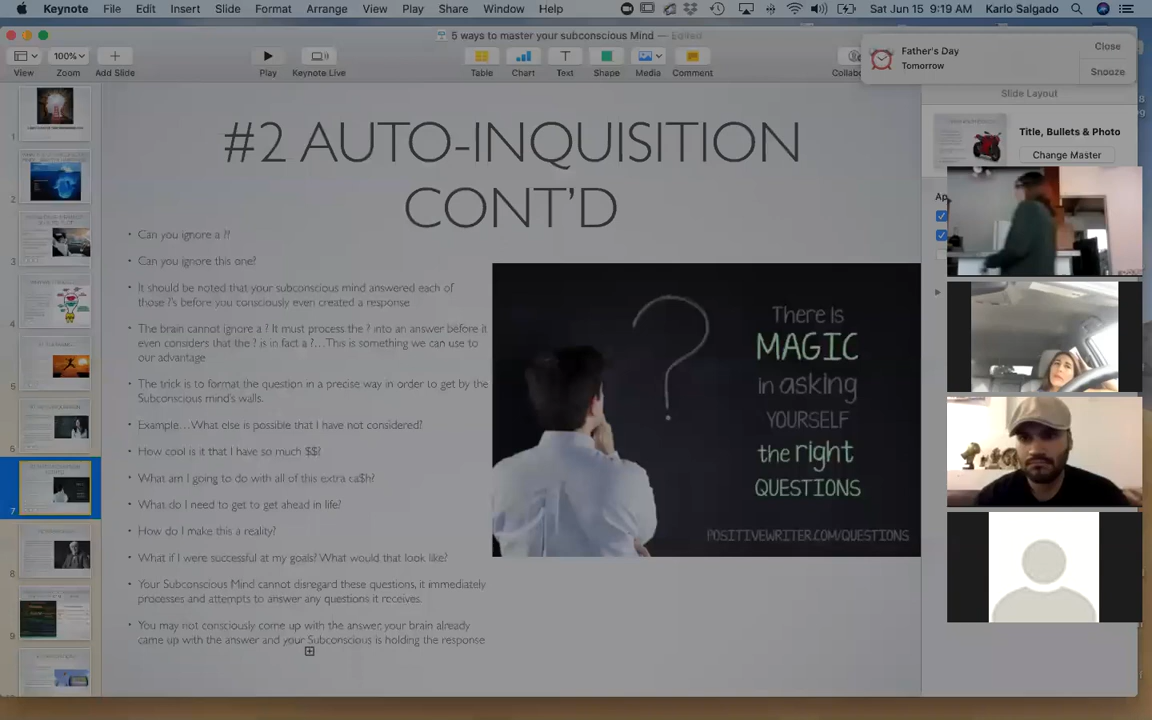 Keynote File Edit Insert Slide Format Arrange View Play Share Window Help
Sat Jun 15 9:19 AM Karlo Salgado
5 ways to master your subconscious Mind — Edited
100%
View Zoom Add Slide
Play Keynote Live
Table Chart Text Shape Media Comment
Father's Day
Tomorrow
Close
Snooze
Slide Layout
Title, Bullets & Photo
Change Master
1
2
3
4
5
6
7
8
9
#2 AUTO-INQUISITION
CONT'D
• Can you ignore a ?
• Can you ignore this one?
• It should be noted that your subconscious mind answered each of
those ?'s before you consciously even created a response
• The brain cannot ignore a ? It must process the ? into an answer before it
even considers that the ? is in fact a ?…This is something we can use to
our advantage
• The trick is to format the question in a precise way in order to get by the
Subconscious mind's walls.
• Example…What else is possible that I have not considered?
• How cool is it that I have so much $$?
• What am I going to do with all of this extra ca$h?
• What do I need to get to get ahead in life?
• How do I make this a reality?
• What if I were successful at my goals? What would that look like?
• Your Subconscious Mind cannot disregard these questions, it immediately
processes and attempts to answer any questions it receives.
• You may not consciously come up with the answer, your brain already
came up with the answer and your Subconscious is holding the response
There is
MAGIC
in asking
YOURSELF
the right
QUESTIONS
POSITIVEWRITER.COM/QUESTIONS